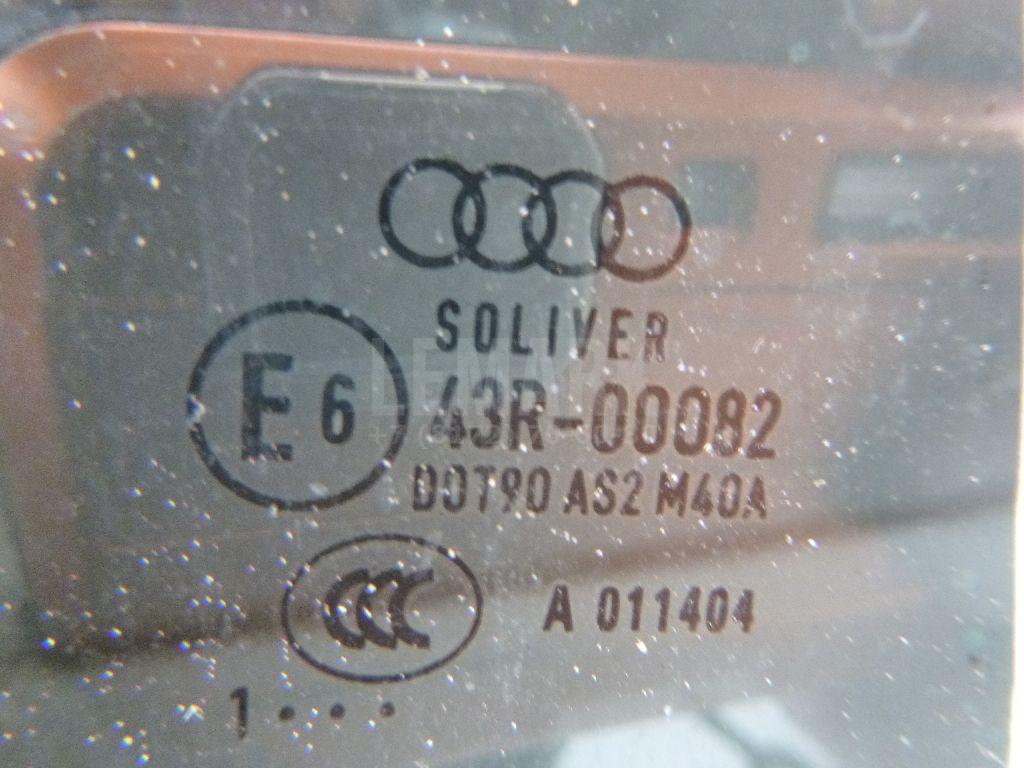 SOLIVER
E 6 43R-00082
DOT90 AS2 M40A
CCC A 011404
1 • • •